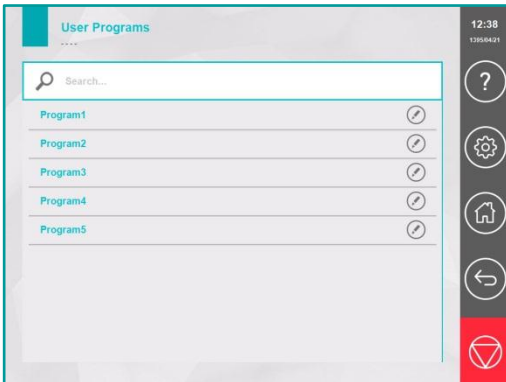 User Programs
----
12:38
1395/04/21
Search...
?
Program1
Program2
Program3
Program4
Program5